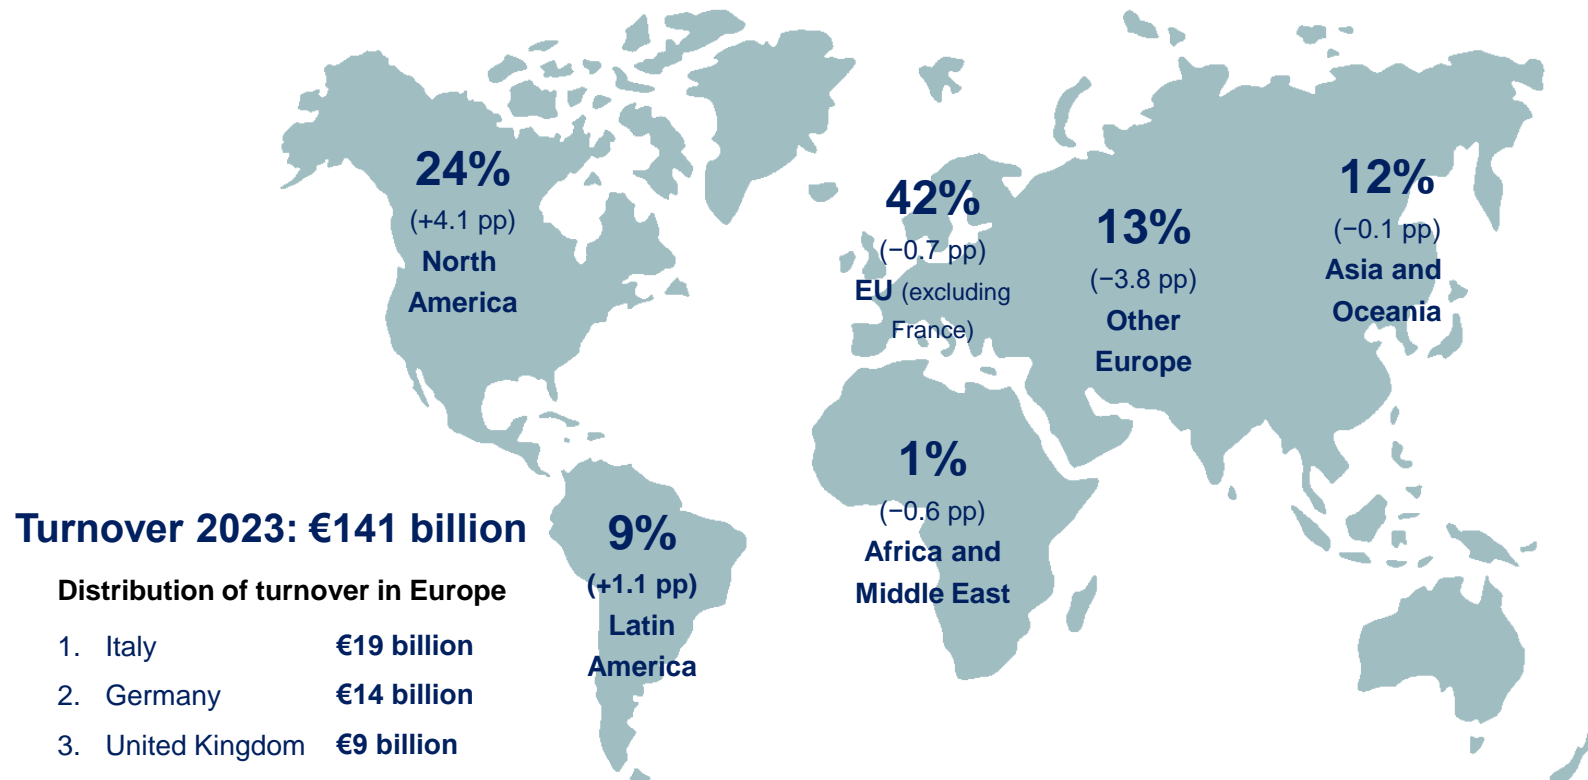 24%
(+4.1 pp)
North
America
42%
(−0.7 pp)
EU (excluding
France)
13%
(−3.8 pp)
Other
Europe
12%
(−0.1 pp)
Asia and
Oceania
1%
(−0.6 pp)
Africa and
Middle East
9%
(+1.1 pp)
Latin
America
Turnover 2023: €141 billion
Distribution of turnover in Europe
1. Italy €19 billion
2. Germany €14 billion
3. United Kingdom €9 billion